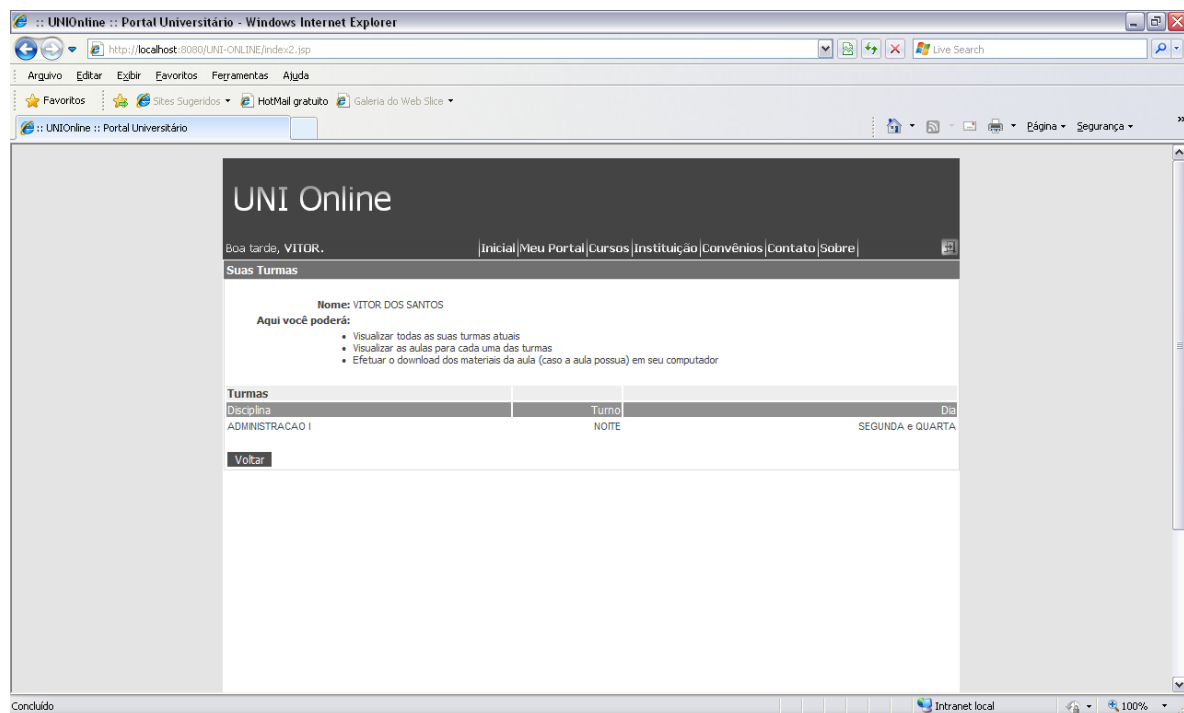 :: UNIOnline :: Portal Universitário - Windows Internet Explorer
http://localhost:8080/UNI-ONLINE/index2.jsp
Live Search
Arquivo Editar Exibir Favoritos Ferramentas Ajuda
Favoritos Sites Sugeridos HotMail gratuito Galeria do Web Slice
:: UNIOnline :: Portal Universitário
Página Segurança »
UNI Online
Boa tarde, VITOR. Inicial|Meu Portal|Cursos|Instituição|Convênios|Contato|Sobre|
Suas Turmas
Nome: VITOR DOS SANTOS
Aqui você poderá:
• Visualizar todas as suas turmas atuais
• Visualizar as aulas para cada uma das turmas
• Efetuar o download dos materiais da aula (caso a aula possua) em seu computador
Turmas
Disciplina Turno Dia
ADMINISTRACAO I NOITE SEGUNDA e QUARTA
Voltar
Concluído Intranet local 100%